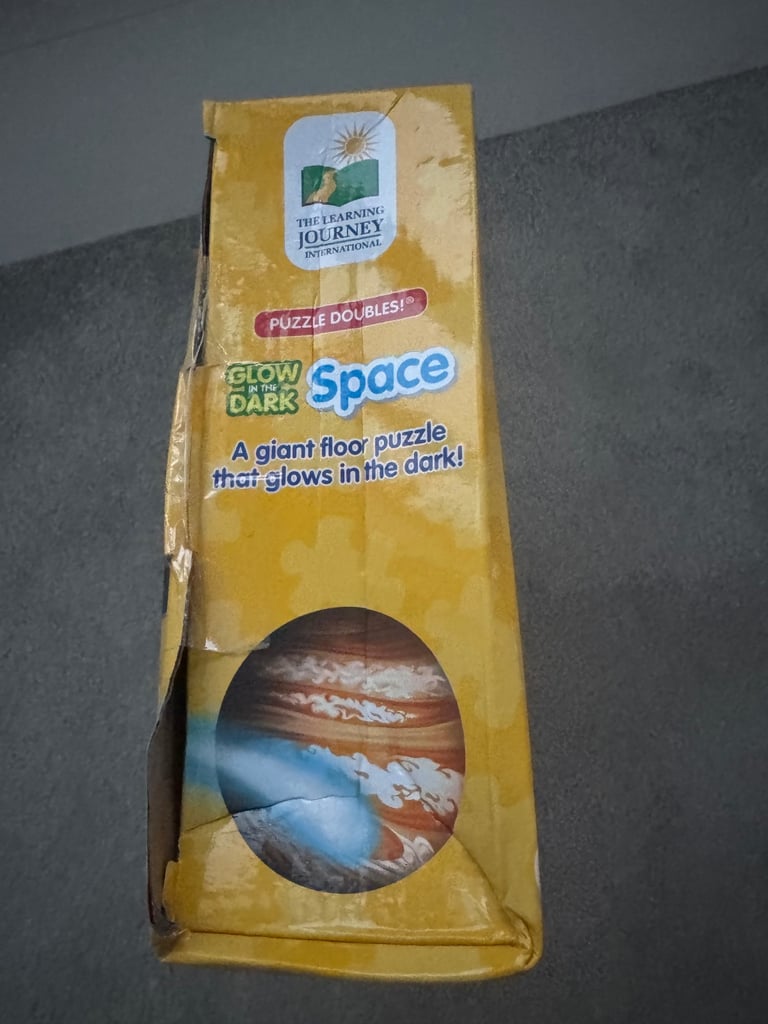 THE LEARNING
JOURNEY
INTERNATIONAL
PUZZLE DOUBLES!®
GLOW
IN THE
DARK
Space
A giant floor puzzle
that glows in the dark!